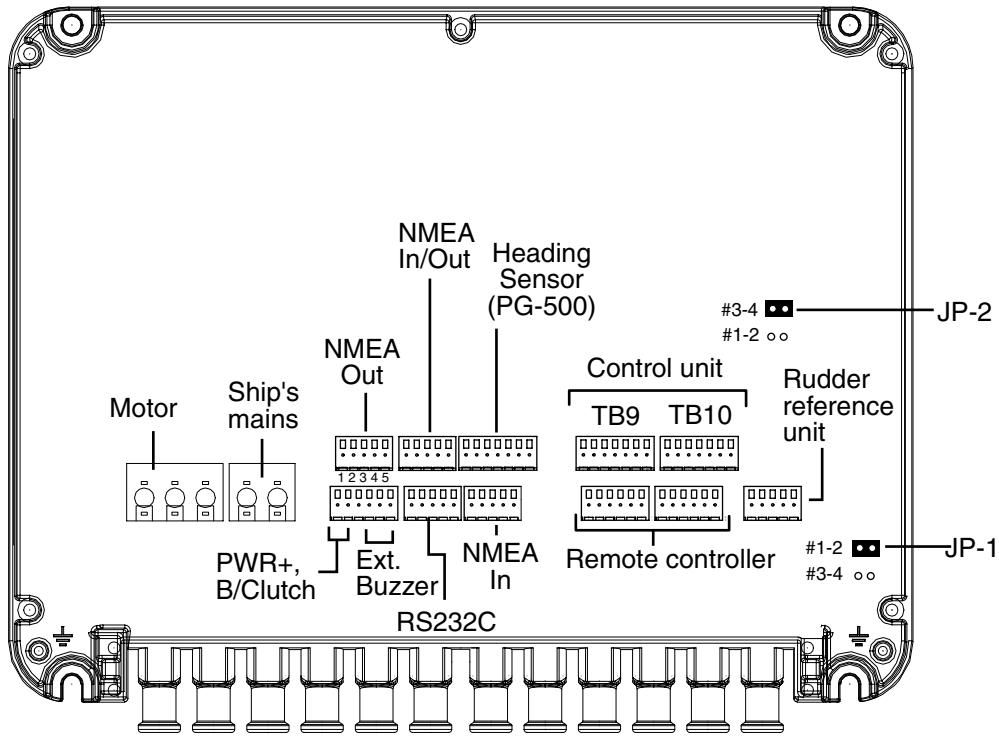 NMEA
In/Out
Heading
Sensor
(PG-500)
#3-4
JP-2
#1-2
NMEA
Out
Control unit
Rudder
reference
unit
Motor
Ship's
mains
TB9
TB10
1 2 3 4 5
PWR+,
B/Clutch
Ext.
Buzzer
NMEA
In
Remote controller
#1-2
JP-1
#3-4
RS232C